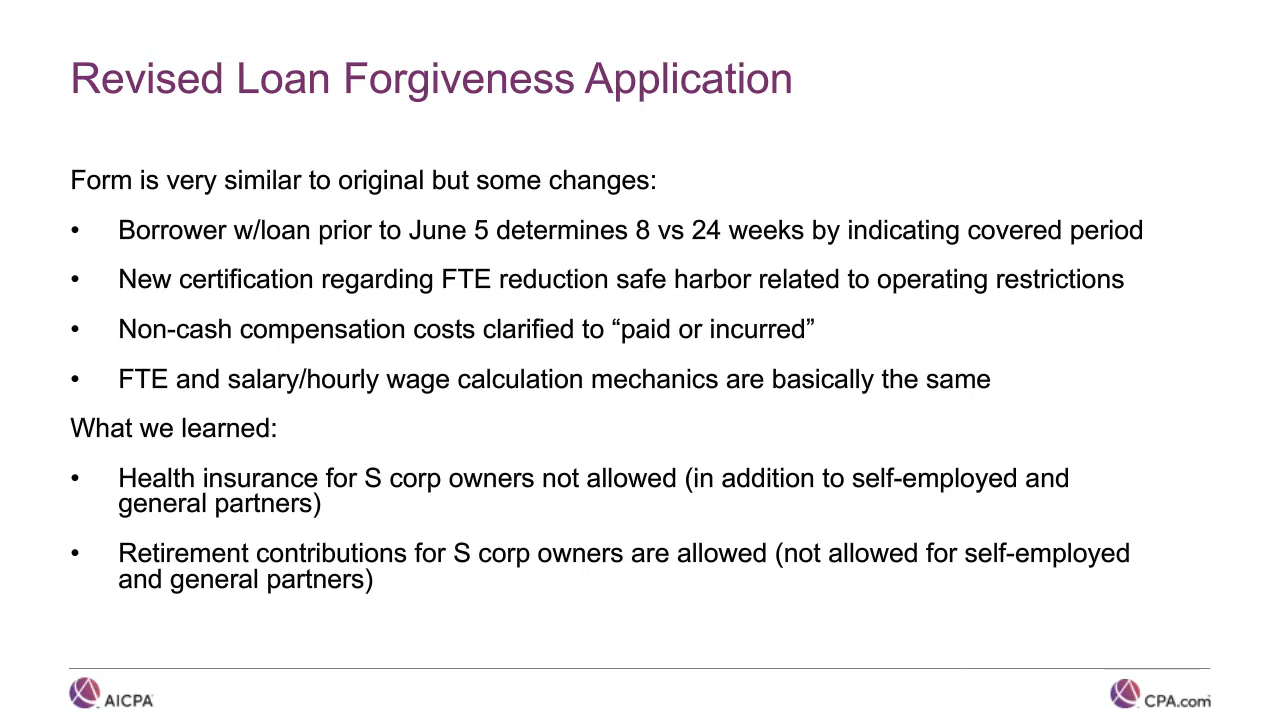 Revised Loan Forgiveness Application
Form is very similar to original but some changes:
• Borrower w/loan prior to June 5 determines 8 vs 24 weeks by indicating covered period
• New certification regarding FTE reduction safe harbor related to operating restrictions
• Non-cash compensation costs clarified to “paid or incurred”
• FTE and salary/hourly wage calculation mechanics are basically the same
What we learned:
• Health insurance for S corp owners not allowed (in addition to self-employed and
general partners)
• Retirement contributions for S corp owners are allowed (not allowed for self-employed
and general partners)
AICPA
CPA.com